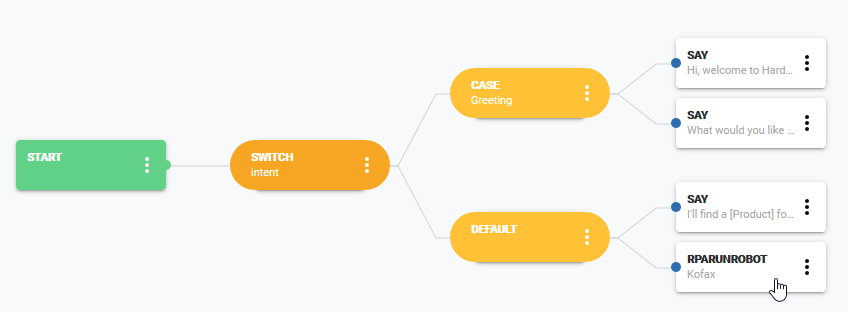 START
SWITCH
intent
CASE
Greeting
DEFAULT
SAY
Hi, welcome to Hard...
SAY
What would you like ...
SAY
I'll find a [Product] fo...
RPARUNROBOT
Kofax